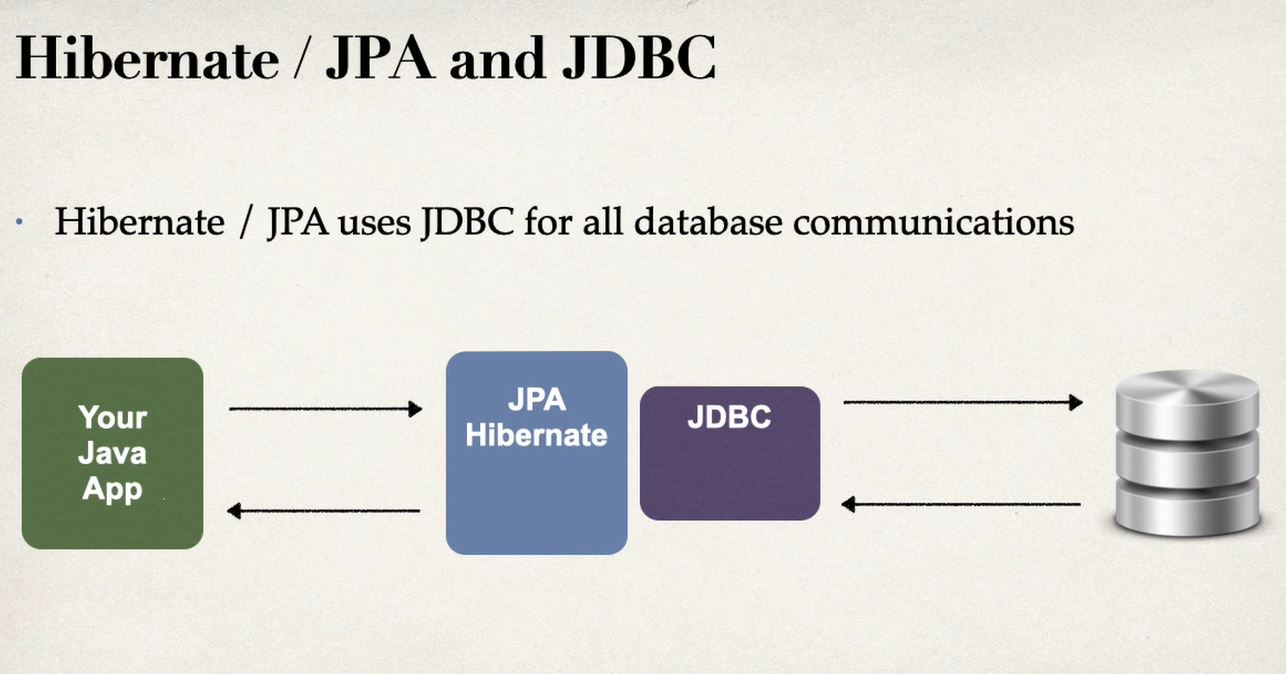 Hibernate / JPA and JDBC
• Hibernate / JPA uses JDBC for all database communications
Your
Java
App
JPA
Hibernate
JDBC